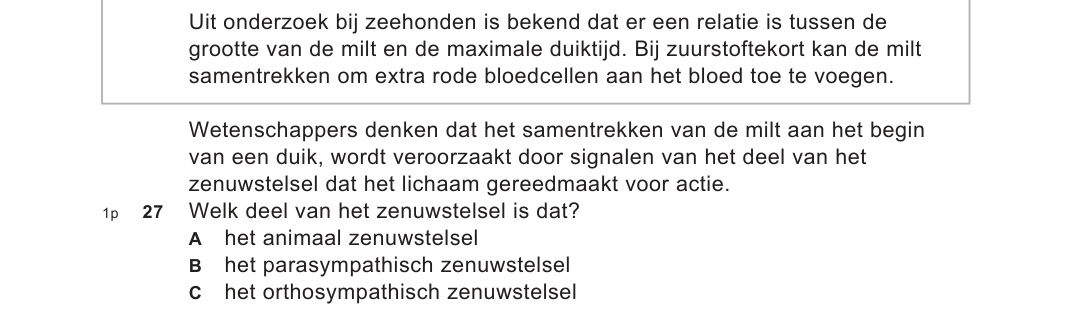 Uit onderzoek bij zeehonden is bekend dat er een relatie is tussen de
grootte van de milt en de maximale duiktijd. Bij zuurstoftekort kan de milt
samentrekken om extra rode bloedcellen aan het bloed toe te voegen.
Wetenschappers denken dat het samentrekken van de milt aan het begin
van een duik, wordt veroorzaakt door signalen van het deel van het
zenuwstelsel dat het lichaam gereedmaakt voor actie.
1p 27 Welk deel van het zenuwstelsel is dat?
A het animaal zenuwstelsel
B het parasympathisch zenuwstelsel
C het orthosympathisch zenuwstelsel